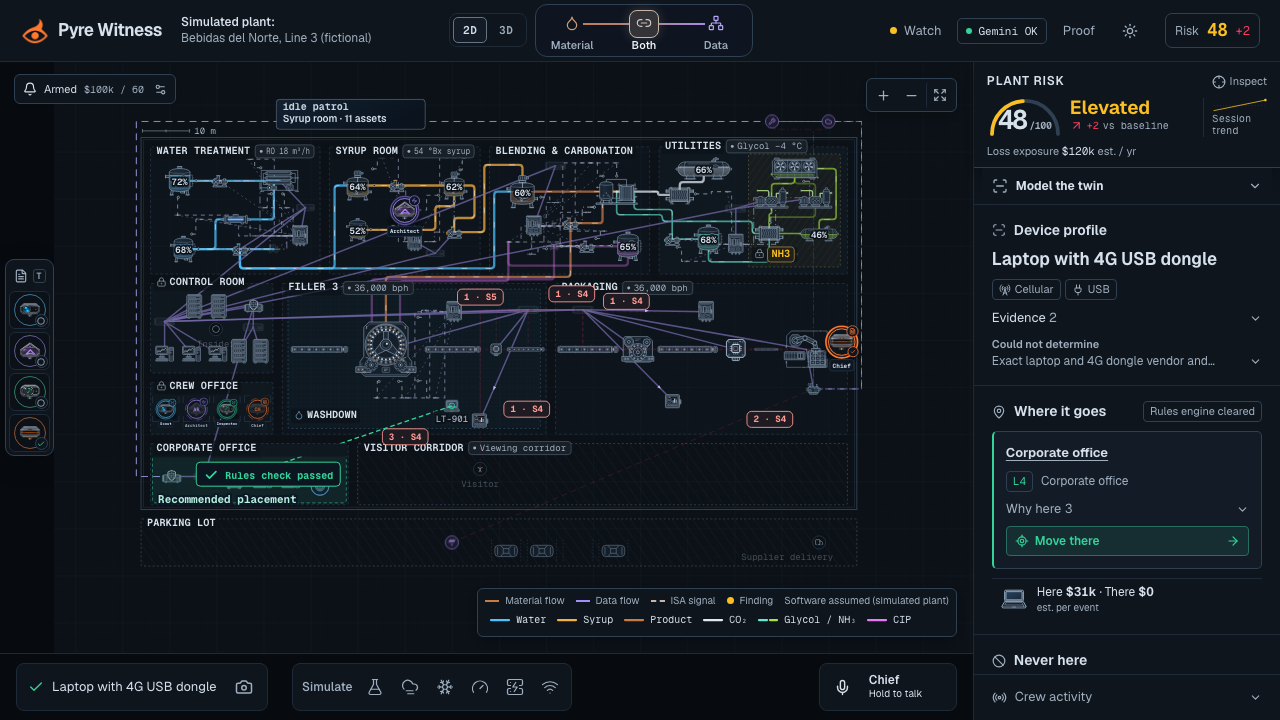 Pyre Witness
Simulated plant:
Bebidas del Norte, Line 3 (fictional)
2D
3D
Material
Both
Data
Watch
Gemini OK
Proof
Risk 48 +2
Armed $100k / 60
idle patrol
Syrup room · 11 assets
10 m
WATER TREATMENT
RO 18 m³/h
SYRUP ROOM
54 °Bx syrup
BLENDING & CARBONATION
UTILITIES
Glycol −4 °C
72%
68%
64%
62%
52%
Architect
60%
65%
66%
68%
46%
NH3
CONTROL ROOM
FILLER 3
36,000 bph
PACKAGING
36,000 bph
1 · S5
1 · S4
1 · S4
Chief
CREW OFFICE
Scout
Architect
Inspector
Chief
WASHDOWN
LT-901
1 · S4
2 · S4
3 · S4
CORPORATE OFFICE
VISITOR CORRIDOR
Viewing corridor
Rules check passed
Recommended placement
Visitor
PARKING LOT
Supplier delivery
T
Material flow
Data flow
ISA signal
Finding
Software assumed (simulated plant)
Water
Syrup
Product
CO₂
Glycol / NH₃
CIP
Laptop with 4G USB dongle
Simulate
Chief
Hold to talk
PLANT RISK
Inspect
48 /100
Elevated
+2 vs baseline
Session trend
Loss exposure $120k est. / yr
Model the twin
Device profile
Laptop with 4G USB dongle
Cellular
USB
Evidence 2
Could not determine
Exact laptop and 4G dongle vendor and...
Where it goes
Rules engine cleared
Corporate office
L4 Corporate office
Why here 3
Move there
Here $31k · There $0
est. per event
Never here
Crew activity